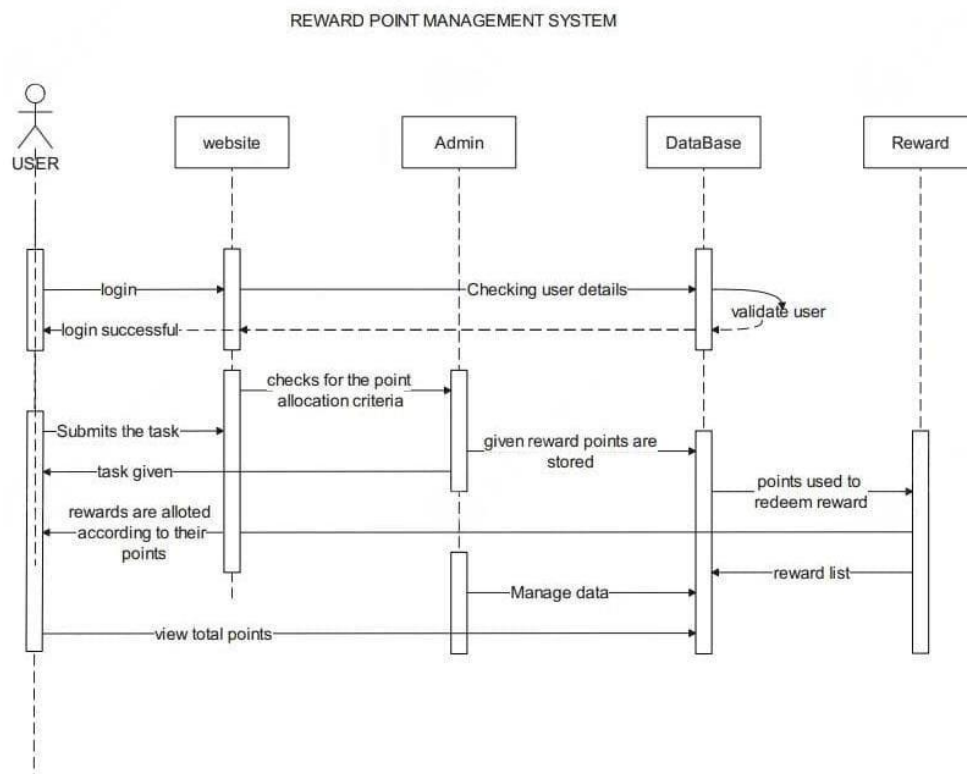 REWARD POINT MANAGEMENT SYSTEM
USER
website
Admin
DataBase
Reward
login
Checking user details
validate user
login successful
checks for the point
allocation criteria
Submits the task
given reward points are
stored
task given
points used to
redeem reward
rewards are alloted
according to their
points
reward list
Manage data
view total points